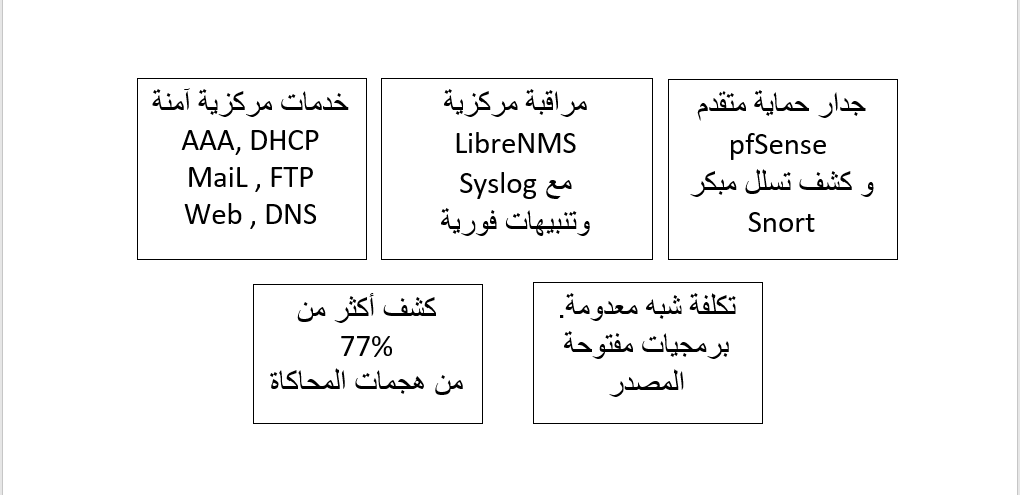 جدار حماية متقدم
pfSense
و كشف تسلل مبكر
Snort
مراقبة مركزية
LibreNMS
مع Syslog
وتنبيهات فورية
خدمات مركزية آمنة
AAA, DHCP
MaiL , FTP
Web , DNS
تكلفة شبه معدومة.
برمجيات مفتوحة
المصدر
كشف أكثر من
77%
من هجمات المحاكاة